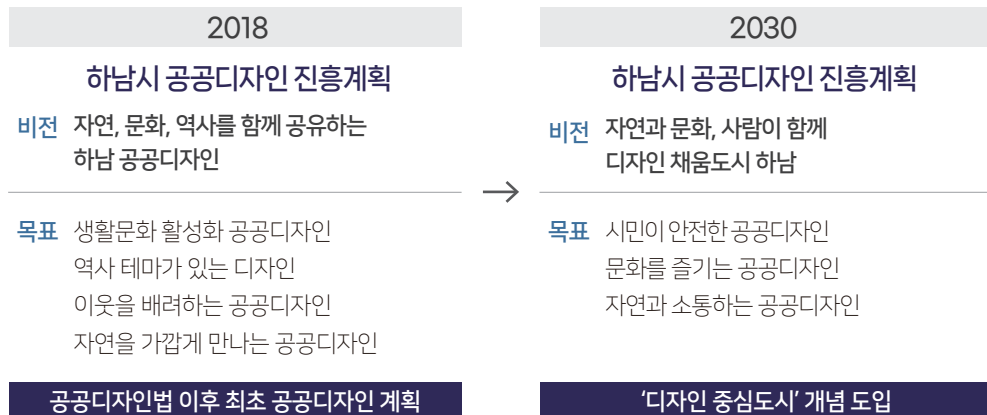 2018
하남시 공공디자인 진흥계획
비전 자연, 문화, 역사를 함께 공유하는
하남 공공디자인
목표 생활문화 활성화 공공디자인
역사 테마가 있는 디자인
이웃을 배려하는 공공디자인
자연을 가깝게 만나는 공공디자인
공공디자인법 이후 최초 공공디자인 계획
→
2030
하남시 공공디자인 진흥계획
비전 자연과 문화, 사람이 함께
디자인 채움도시 하남
목표 시민이 안전한 공공디자인
문화를 즐기는 공공디자인
자연과 소통하는 공공디자인
‘디자인 중심도시’ 개념 도입